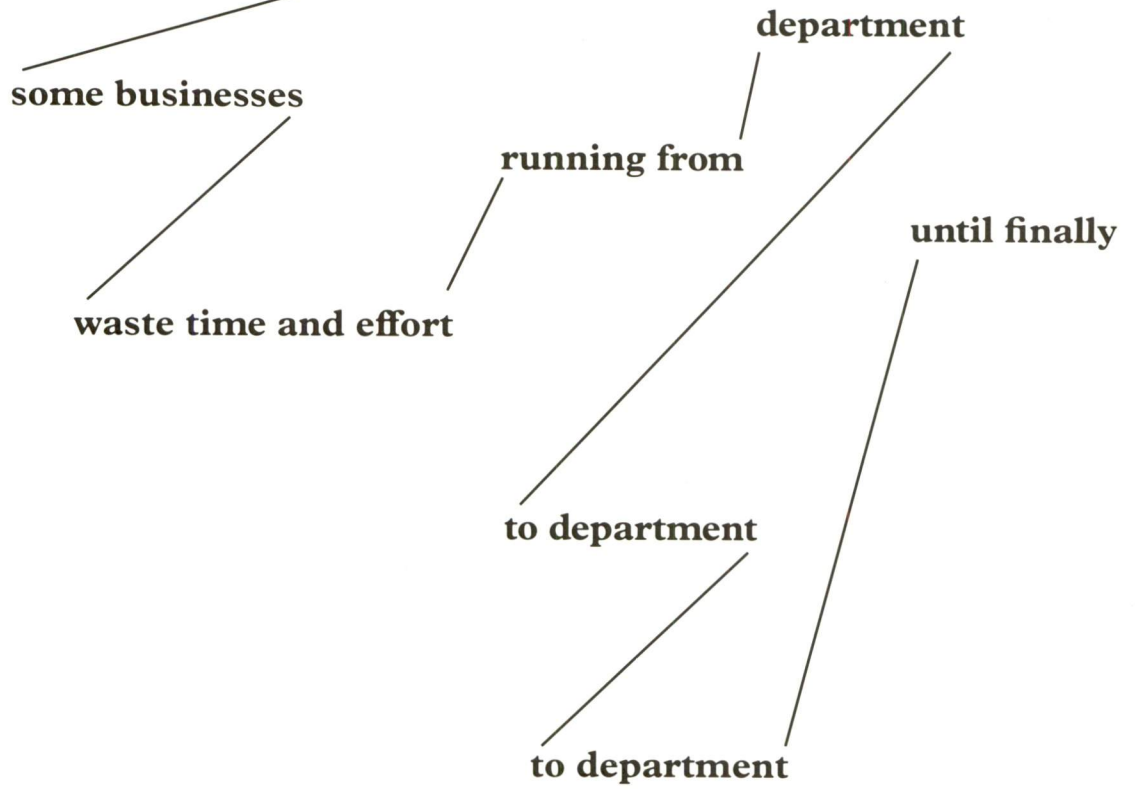 some businesses
waste time and effort
running from
department
to department
to department
until finally